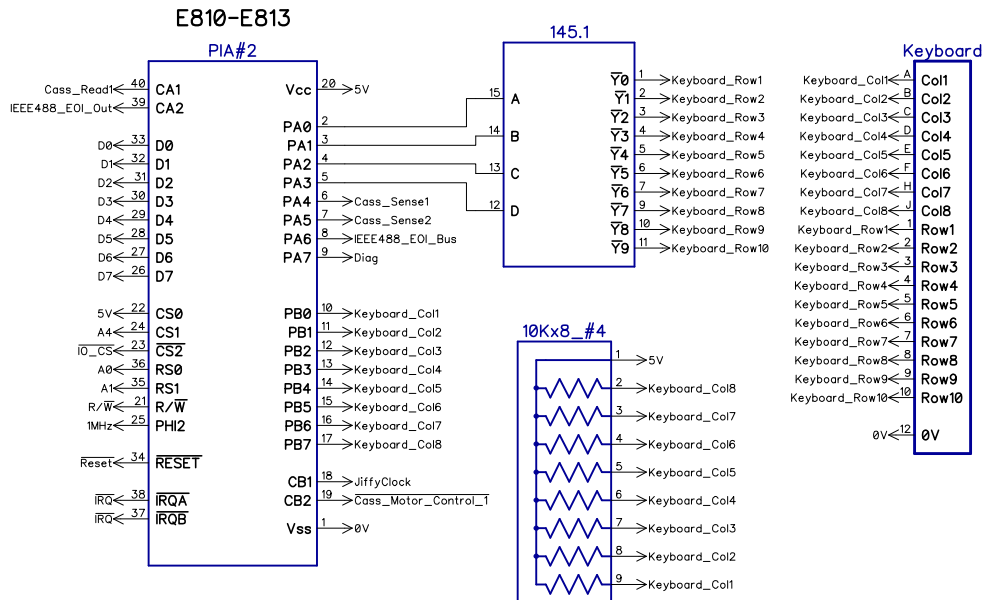 E810-E813
PIA#2
Cass_Read1 40 CA1
IEEE488_EOI_Out 39 CA2
D0 33 D0
D1 32 D1
D2 31 D2
D3 30 D3
D4 29 D4
D5 28 D5
D6 27 D6
D7 26 D7
5V 22 CS0
A4 24 CS1
IO_CS 23 CS2
A0 36 RS0
A1 35 RS1
R/W 21 R/W
1MHz 25 PHI2
Reset 34 RESET
IRQ 38 IRQA
IRQ 37 IRQB
Vcc 20 5V
PA0 2
PA1 3
PA2 4
PA3 5
PA4 6 Cass_Sense1
PA5 7 Cass_Sense2
PA6 8 IEEE488_EOI_Bus
PA7 9 Diag
PB0 10 Keyboard_Col1
PB1 11 Keyboard_Col2
PB2 12 Keyboard_Col3
PB3 13 Keyboard_Col4
PB4 14 Keyboard_Col5
PB5 15 Keyboard_Col6
PB6 16 Keyboard_Col7
PB7 17 Keyboard_Col8
CB1 18 JiffyClock
CB2 19 Cass_Motor_Control_1
Vss 1 0V
145.1
15 A
14 B
13 C
12 D
Y0 1 Keyboard_Row1
Y1 2 Keyboard_Row2
Y2 3 Keyboard_Row3
Y3 4 Keyboard_Row4
Y4 5 Keyboard_Row5
Y5 6 Keyboard_Row6
Y6 7 Keyboard_Row7
Y7 9 Keyboard_Row8
Y8 10 Keyboard_Row9
Y9 11 Keyboard_Row10
10Kx8_#4
1 5V
2 Keyboard_Col8
3 Keyboard_Col7
4 Keyboard_Col6
5 Keyboard_Col5
6 Keyboard_Col4
7 Keyboard_Col3
8 Keyboard_Col2
9 Keyboard_Col1
Keyboard
Keyboard_Col1 A Col1
Keyboard_Col2 B Col2
Keyboard_Col3 C Col3
Keyboard_Col4 D Col4
Keyboard_Col5 E Col5
Keyboard_Col6 F Col6
Keyboard_Col7 H Col7
Keyboard_Col8 J Col8
Keyboard_Row1 1 Row1
Keyboard_Row2 2 Row2
Keyboard_Row3 3 Row3
Keyboard_Row4 4 Row4
Keyboard_Row5 5 Row5
Keyboard_Row6 6 Row6
Keyboard_Row7 7 Row7
Keyboard_Row8 8 Row8
Keyboard_Row9 9 Row9
Keyboard_Row10 10 Row10
0V 12 0V